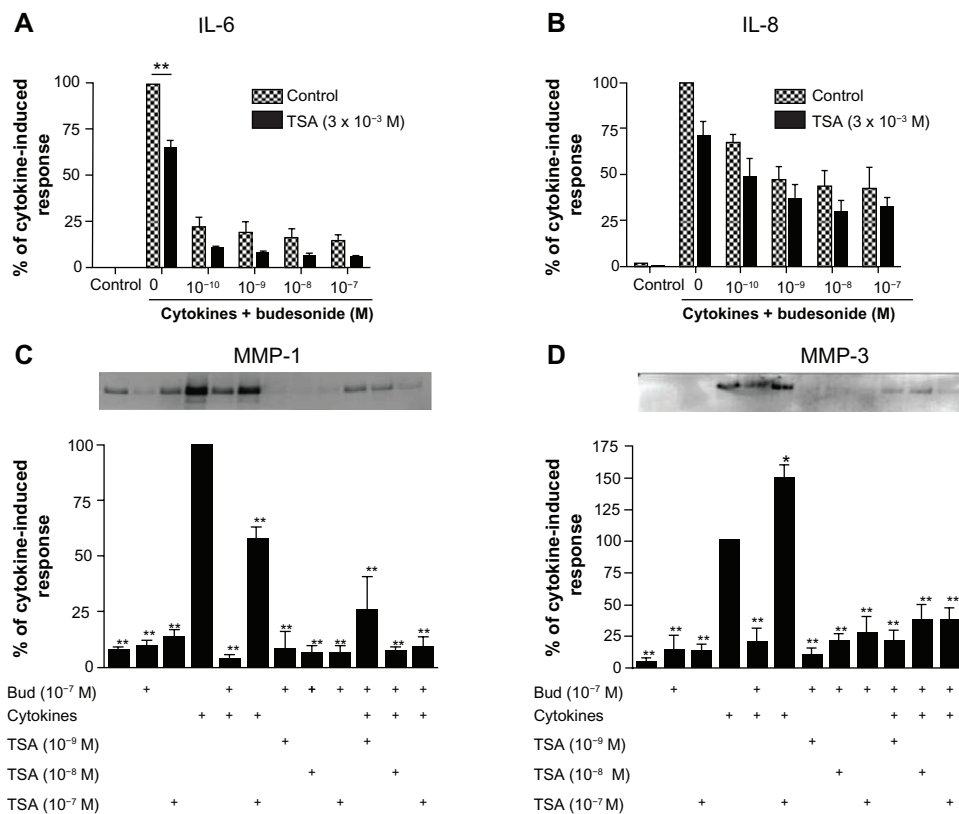 A
IL-6
% of cytokine-induced
response
100
75
50
25
0
**
Control
TSA (3 x 10⁻³ M)
Control 0 10⁻¹⁰ 10⁻⁹ 10⁻⁸ 10⁻⁷
Cytokines + budesonide (M)
B
IL-8
% of cytokine-induced
response
100
75
50
25
0
Control
TSA (3 x 10⁻³ M)
Control 0 10⁻¹⁰ 10⁻⁹ 10⁻⁸ 10⁻⁷
Cytokines + budesonide (M)
C
MMP-1
% of cytokine-induced
response
100
75
50
25
0
** ** ** ** ** ** ** ** ** ** **
Bud (10⁻⁷ M) + + + + + + + +
Cytokines + + + + + +
TSA (10⁻⁹ M) + +
TSA (10⁻⁸ M) + +
TSA (10⁻⁷ M) + + + +
D
MMP-3
% of cytokine-induced
response
175
150
125
100
75
50
25
0
** ** ** ** * ** ** ** ** ** **
Bud (10⁻⁷ M) + + + + + + + +
Cytokines + + + + + +
TSA (10⁻⁹ M) + +
TSA (10⁻⁸ M) + +
TSA (10⁻⁷ M) + + + +